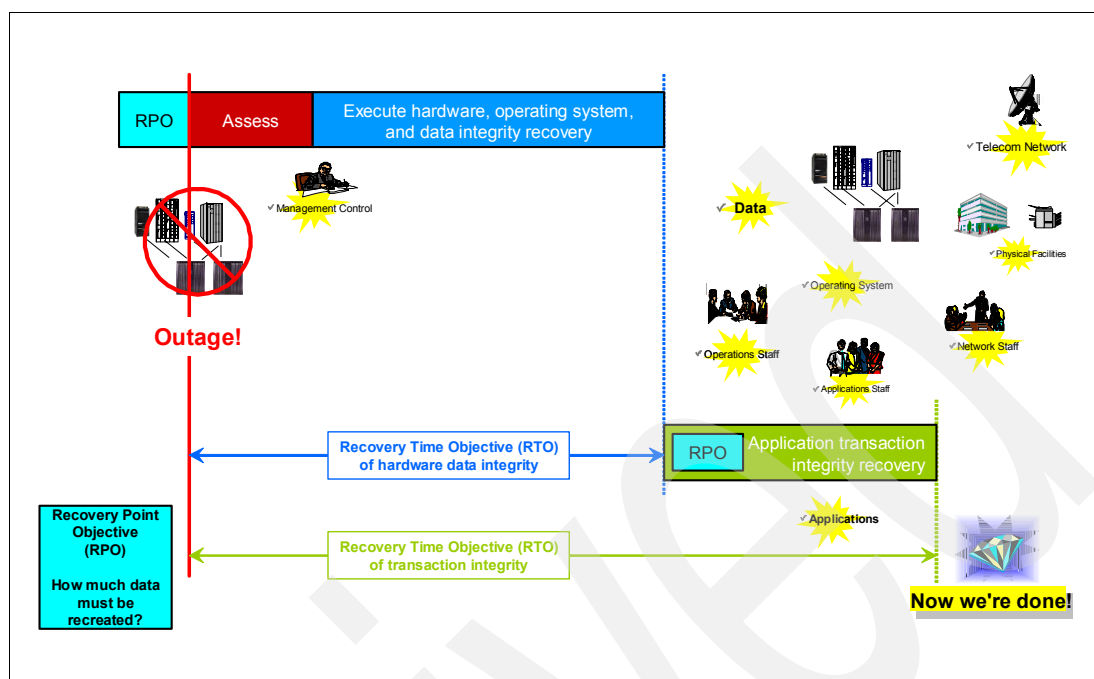 RPO
Assess
Execute hardware, operating system,
and data integrity recovery
✓Telecom Network
✓Management Control
✓ Data
✓Physical Facilities
✓Operating System
Outage!
✓Operations Staff
✓Network Staff
✓Applications Staff
Recovery Time Objective (RTO)
of hardware data integrity
RPO
Application transaction
integrity recovery
Recovery Point
Objective
(RPO)
How much data
must be
recreated?
✓Applications
Recovery Time Objective (RTO)
of transaction integrity
Now we're done!